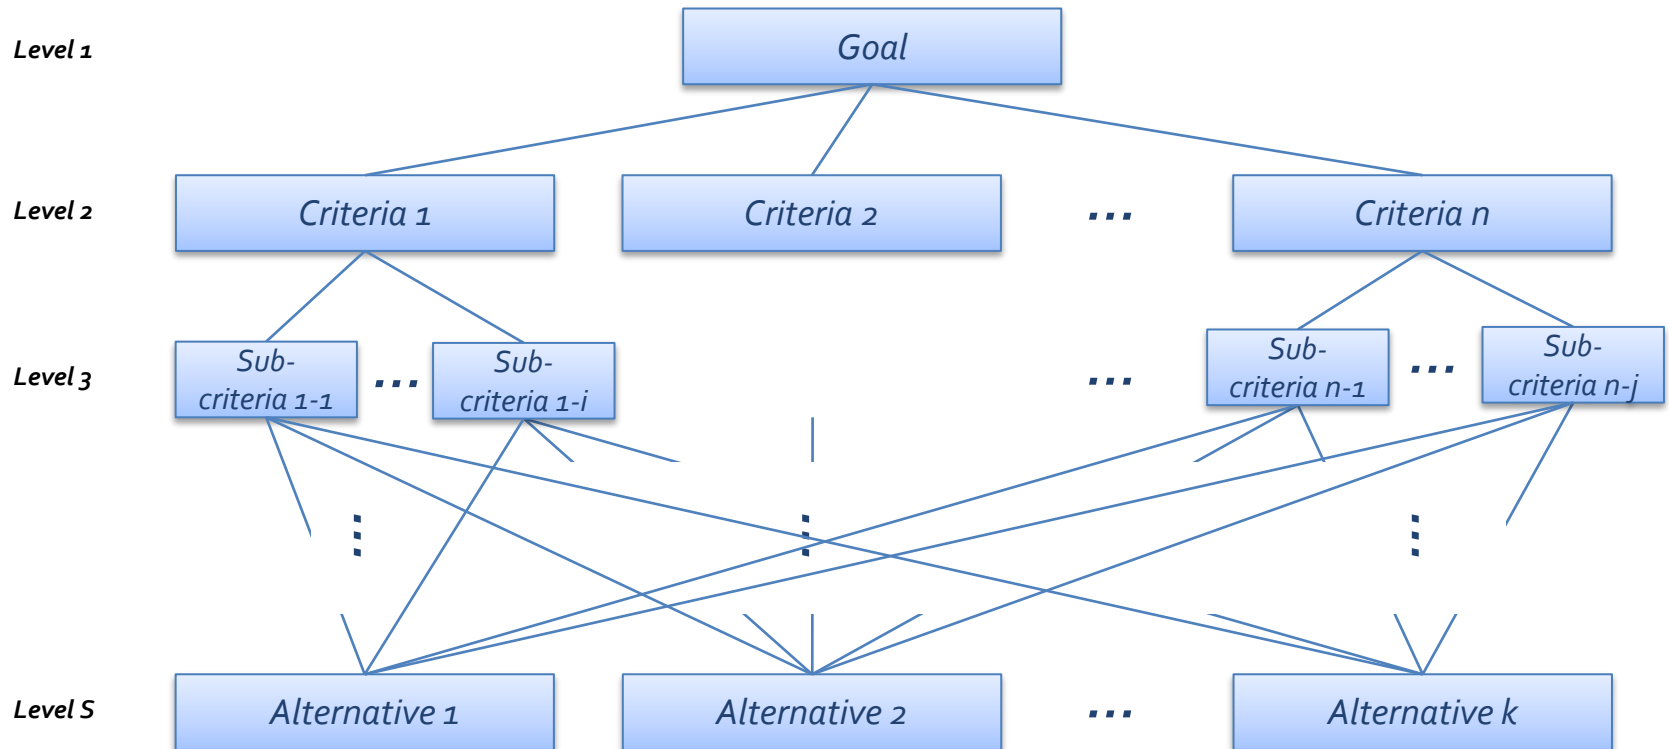 Level 1
Goal
Level 2
Criteria 1
Criteria 2
...
Criteria n
Level 3
Sub-
criteria 1-1
...
Sub-
criteria 1-i
...
Sub-
criteria n-1
...
Sub-
criteria n-j
...
...
...
Level S
Alternative 1
Alternative 2
...
Alternative k